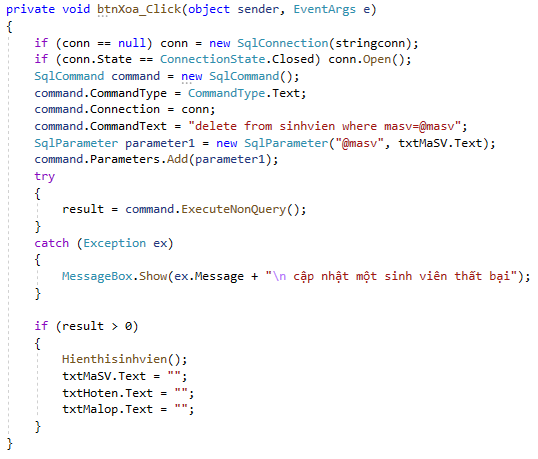 private void btnXoa_Click(object sender, EventArgs e)
{
    if (conn == null) conn = new SqlConnection(stringconn);
    if (conn.State == ConnectionState.Closed) conn.Open();
    SqlCommand command = new SqlCommand();
    command.CommandType = CommandType.Text;
    command.Connection = conn;
    command.CommandText = "delete from sinhvien where masv=@masv";
    SqlParameter parameter1 = new SqlParameter("@masv", txtMaSV.Text);
    command.Parameters.Add(parameter1);
    try
    {
        result = command.ExecuteNonQuery();
    }
    catch (Exception ex)
    {
        MessageBox.Show(ex.Message + "\n cập nhật một sinh viên thất bại");
    }
    if (result > 0)
    {
        Hienthisinhvien();
        txtMaSV.Text = "";
        txtHoten.Text = "";
        txtMalop.Text = "";
    }
}